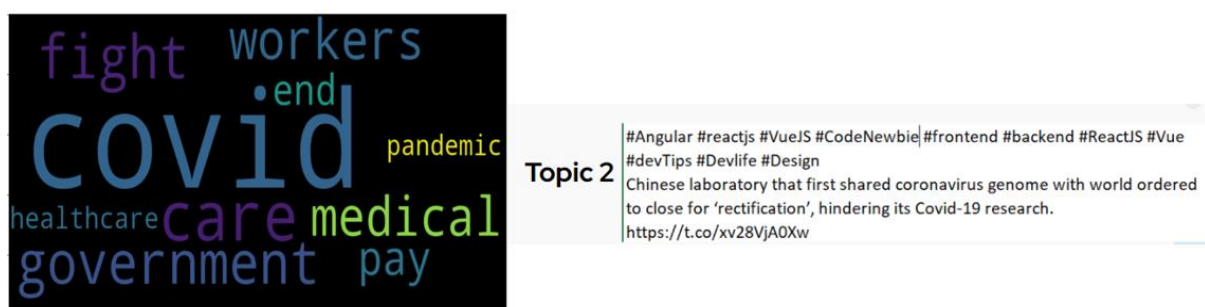 fight workers
end
covid
pandemic
healthcare care medical
government pay
Topic 2
#Angular #reactjs #VueJS #CodeNewbie #frontend #backend #ReactJS #Vue
#devTips #Devlife #Design
Chinese laboratory that first shared coronavirus genome with world ordered
to close for ‘rectification’, hindering its Covid-19 research.
https://t.co/xv28VjA0Xw